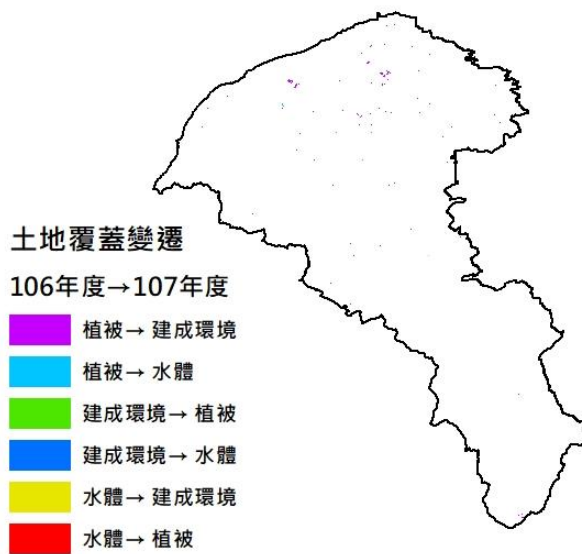 土地覆蓋變遷
106年度→107年度
植被→建成環境
植被→水體
建成環境→植被
建成環境→水體
水體→建成環境
水體→植被